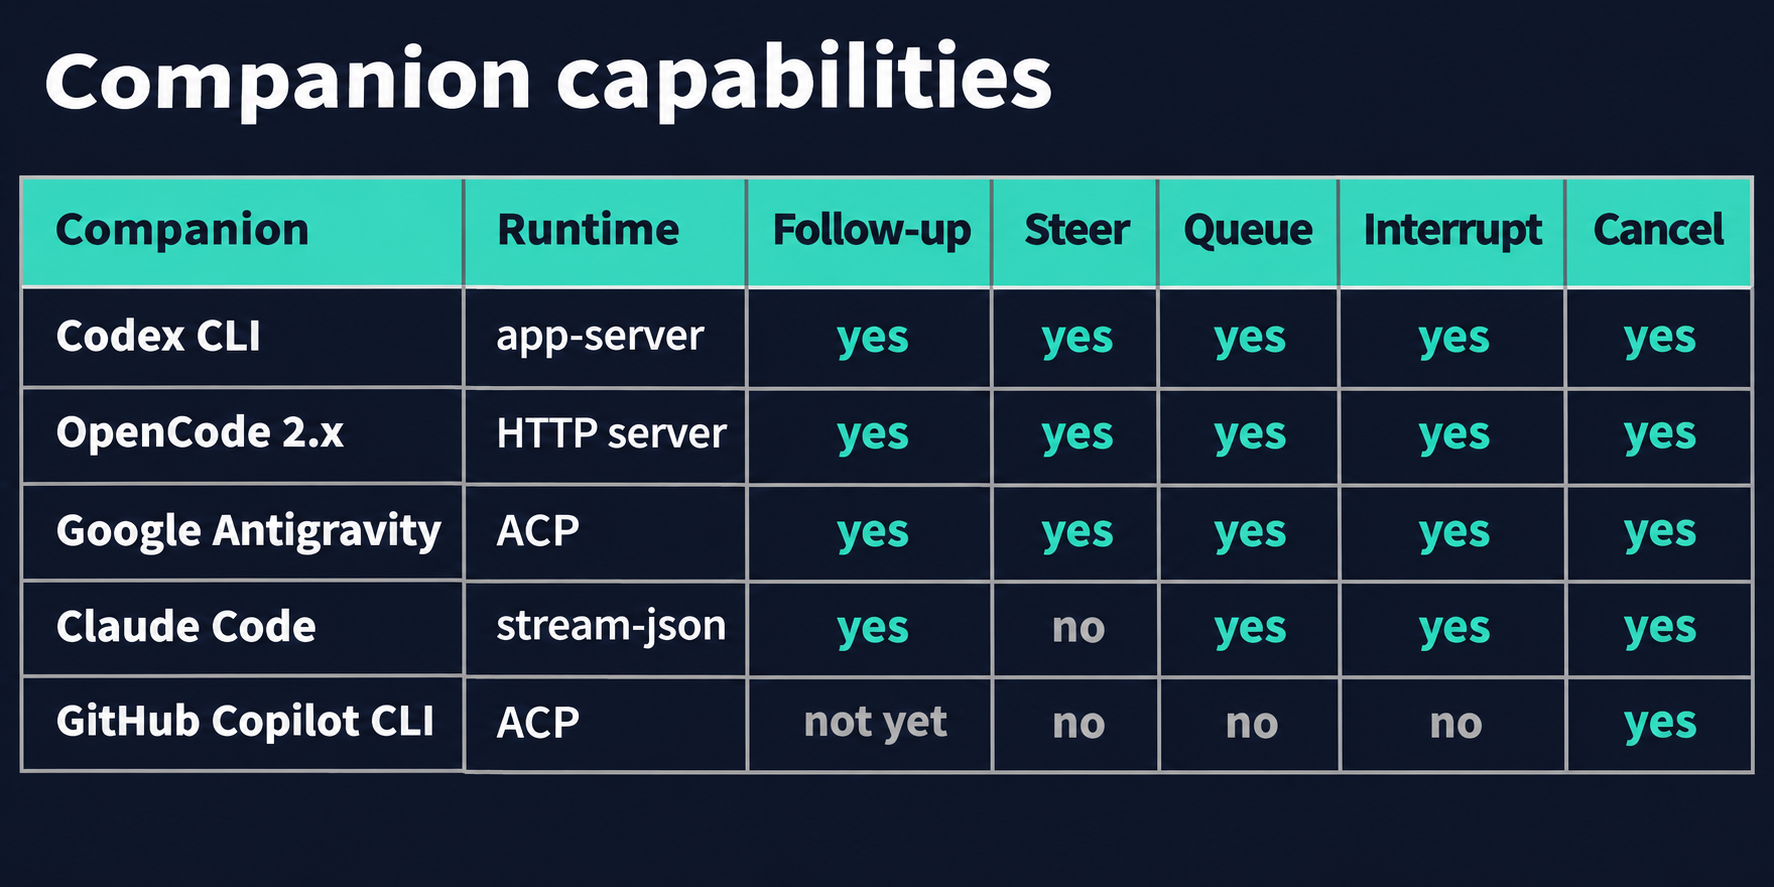 Companion capabilities
Companion Runtime Follow-up Steer Queue Interrupt Cancel
Codex CLI app-server yes yes yes yes yes
OpenCode 2.x HTTP server yes yes yes yes yes
Google Antigravity ACP yes yes yes yes yes
Claude Code stream-json yes no yes yes yes
GitHub Copilot CLI ACP not yet no no no yes